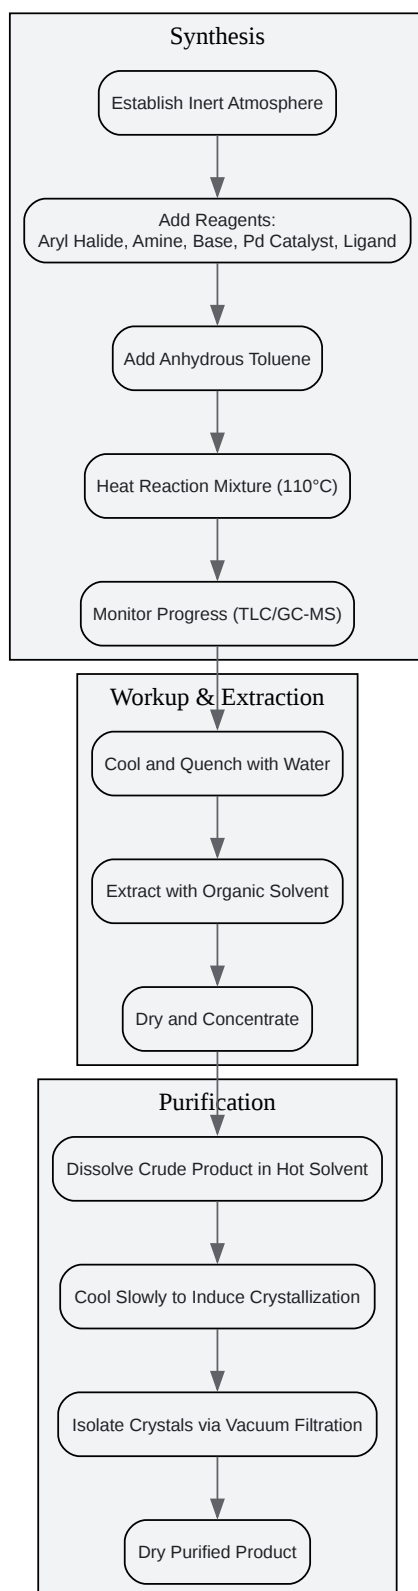 Synthesis
Establish Inert Atmosphere
Add Reagents:
Aryl Halide, Amine, Base, Pd Catalyst, Ligand
Add Anhydrous Toluene
Heat Reaction Mixture (110°C)
Monitor Progress (TLC/GC-MS)
Workup & Extraction
Cool and Quench with Water
Extract with Organic Solvent
Dry and Concentrate
Purification
Dissolve Crude Product in Hot Solvent
Cool Slowly to Induce Crystallization
Isolate Crystals via Vacuum Filtration
Dry Purified Product